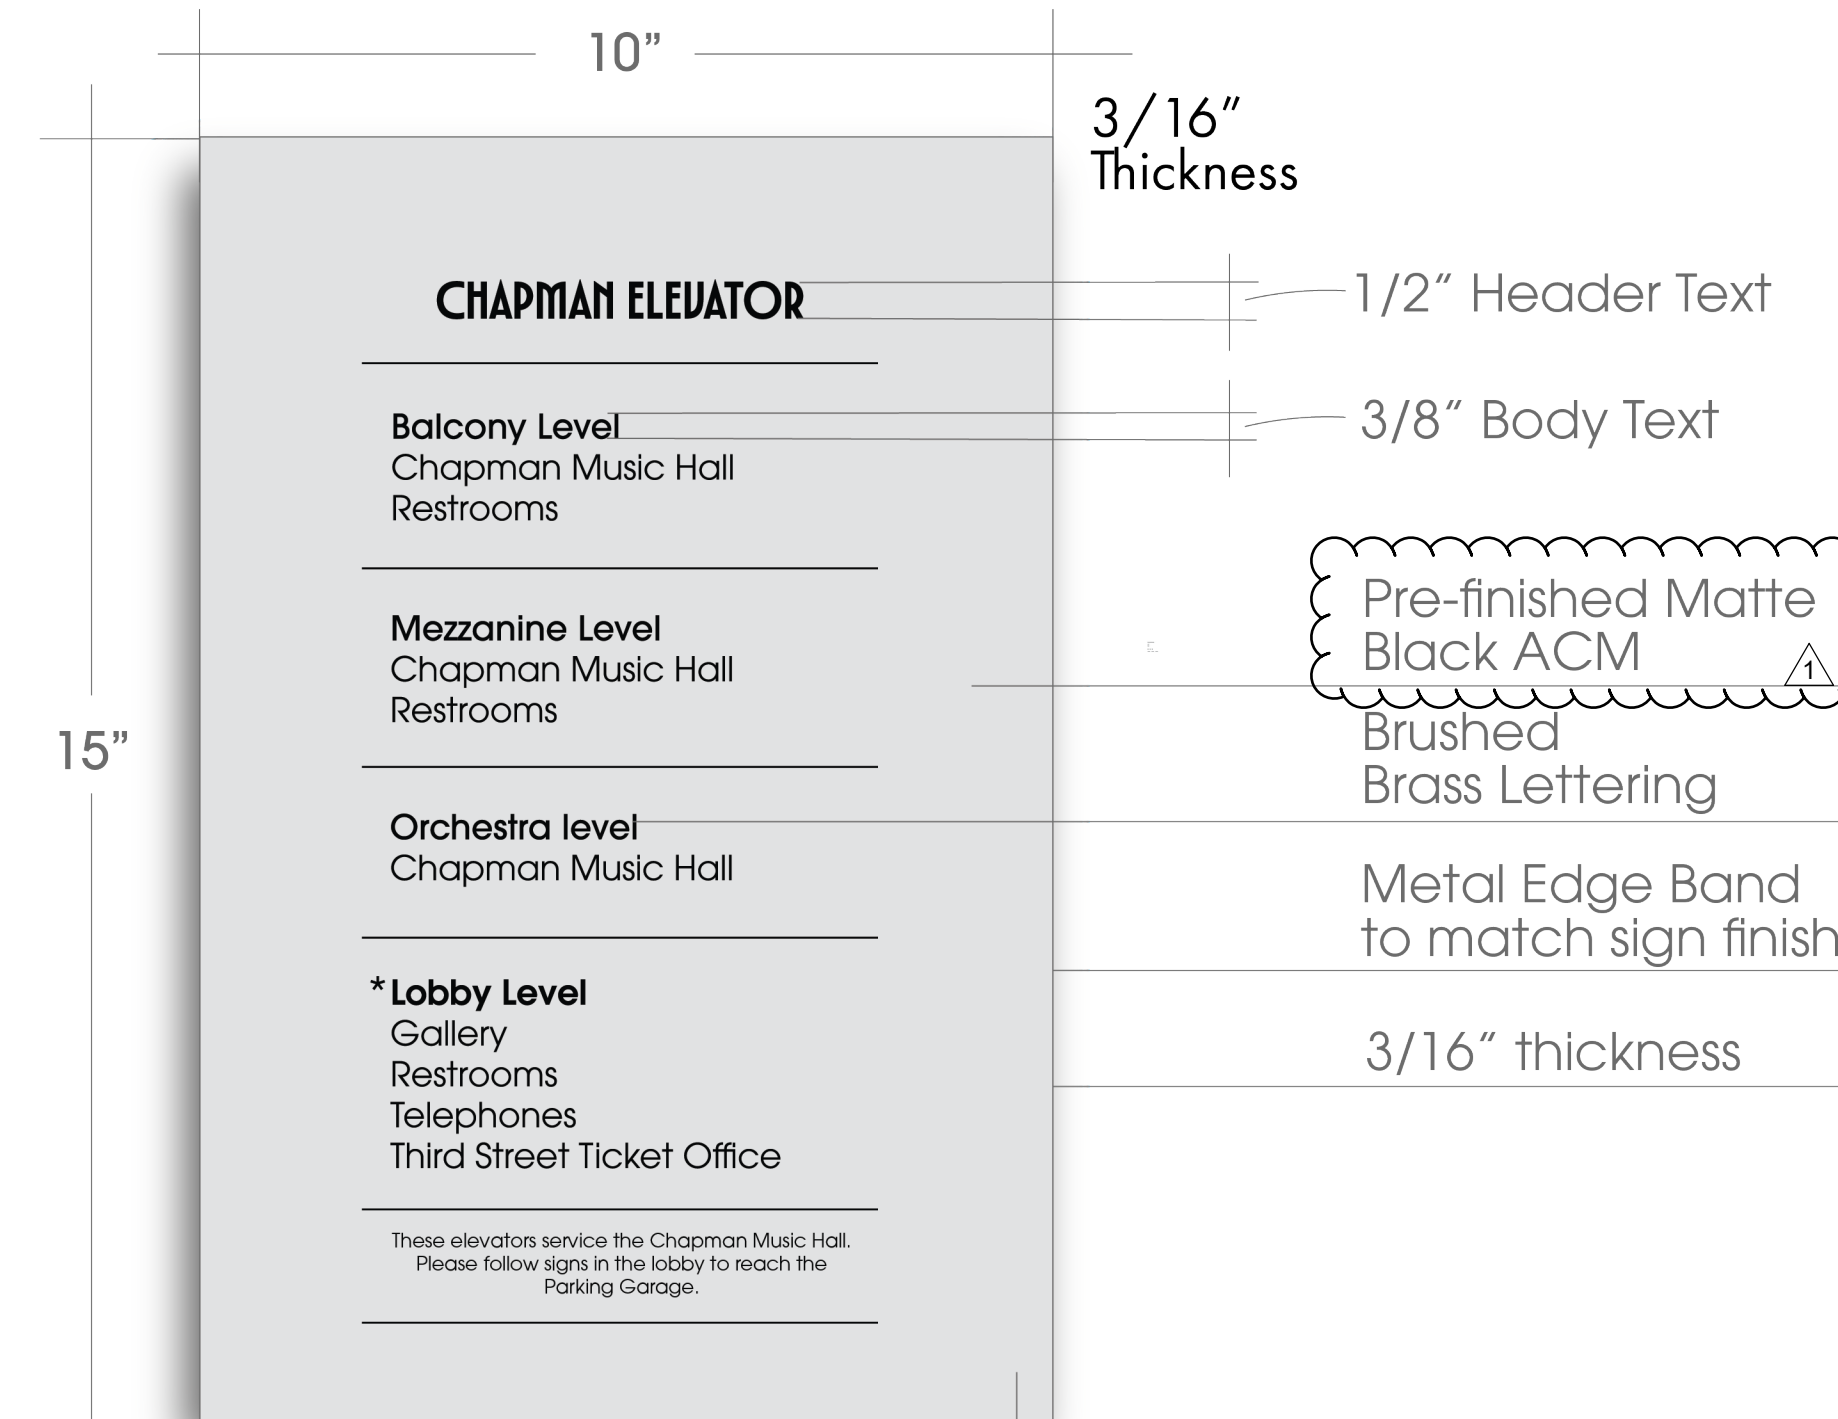 10”
3/16”
Thickness
CHAPMAN ELEVATOR
1/2” Header Text
Balcony Level
3/8” Body Text
Chapman Music Hall
Restrooms
Pre-finished Matte
Black ACM
1
Mezzanine Level
Chapman Music Hall
Restrooms
Brushed
Brass Lettering
15”
Orchestra level
Chapman Music Hall
Metal Edge Band
to match sign finish
*Lobby Level
Gallery
Restrooms
Telephones
Third Street Ticket Office
3/16” thickness
These elevators service the Chapman Music Hall.
Please follow signs in the lobby to reach the
Parking Garage.